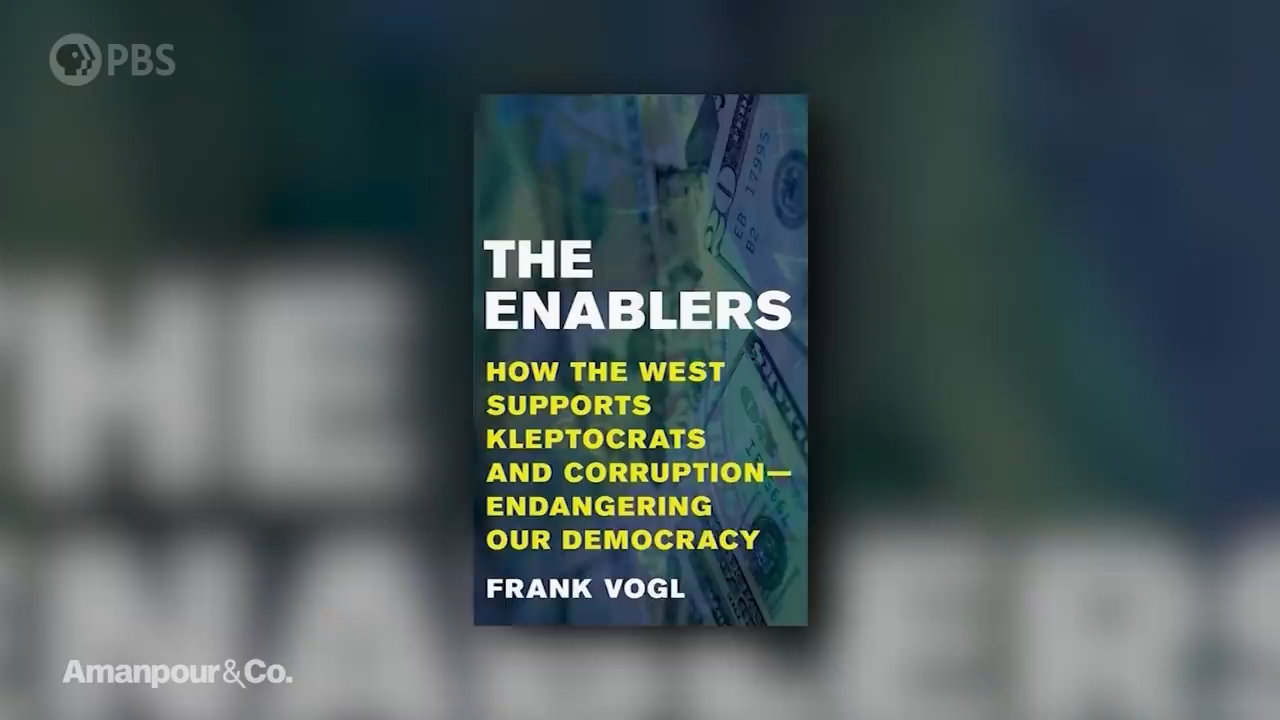 PBS
THE
ENABLERS
HOW THE WEST
SUPPORTS
KLEPTOCRATS
AND CORRUPTION—
ENDANGERING
OUR DEMOCRACY
FRANK VOGL
Amanpour&Co.